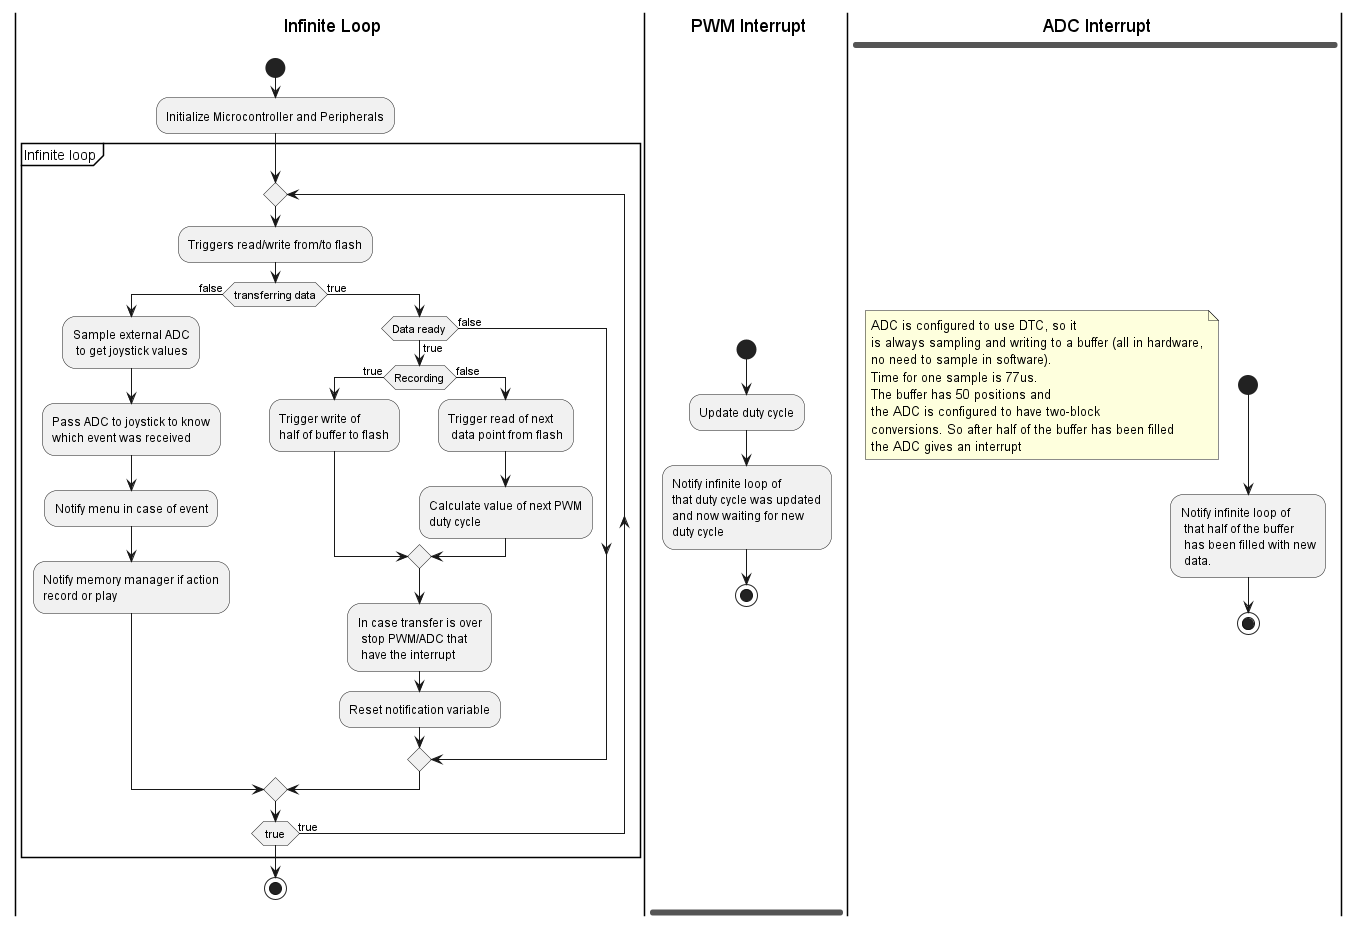 Infinite Loop
PWM Interrupt
ADC Interrupt
Initialize Microcontroller and Peripherals
Infinite loop
Triggers read/write from/to flash
false
transferring data
true
Sample external ADC
to get joystick values
Pass ADC to joystick to know
which event was received
Notify menu in case of event
Notify memory manager if action
record or play
Data ready
false
true
true
Recording
false
Trigger write of
half of buffer to flash
Trigger read of next
data point from flash
Calculate value of next PWM
duty cycle
In case transfer is over
stop PWM/ADC that
have the interrupt
Reset notification variable
true
true
Update duty cycle
Notify infinite loop of
that duty cycle was updated
and now waiting for new
duty cycle
ADC is configured to use DTC, so it
is always sampling and writing to a buffer (all in hardware,
no need to sample in software).
Time for one sample is 77us.
The buffer has 50 positions and
the ADC is configured to have two-block
conversions. So after half of the buffer has been filled
the ADC gives an interrupt
Notify infinite loop of
that half of the buffer
has been filled with new
data.